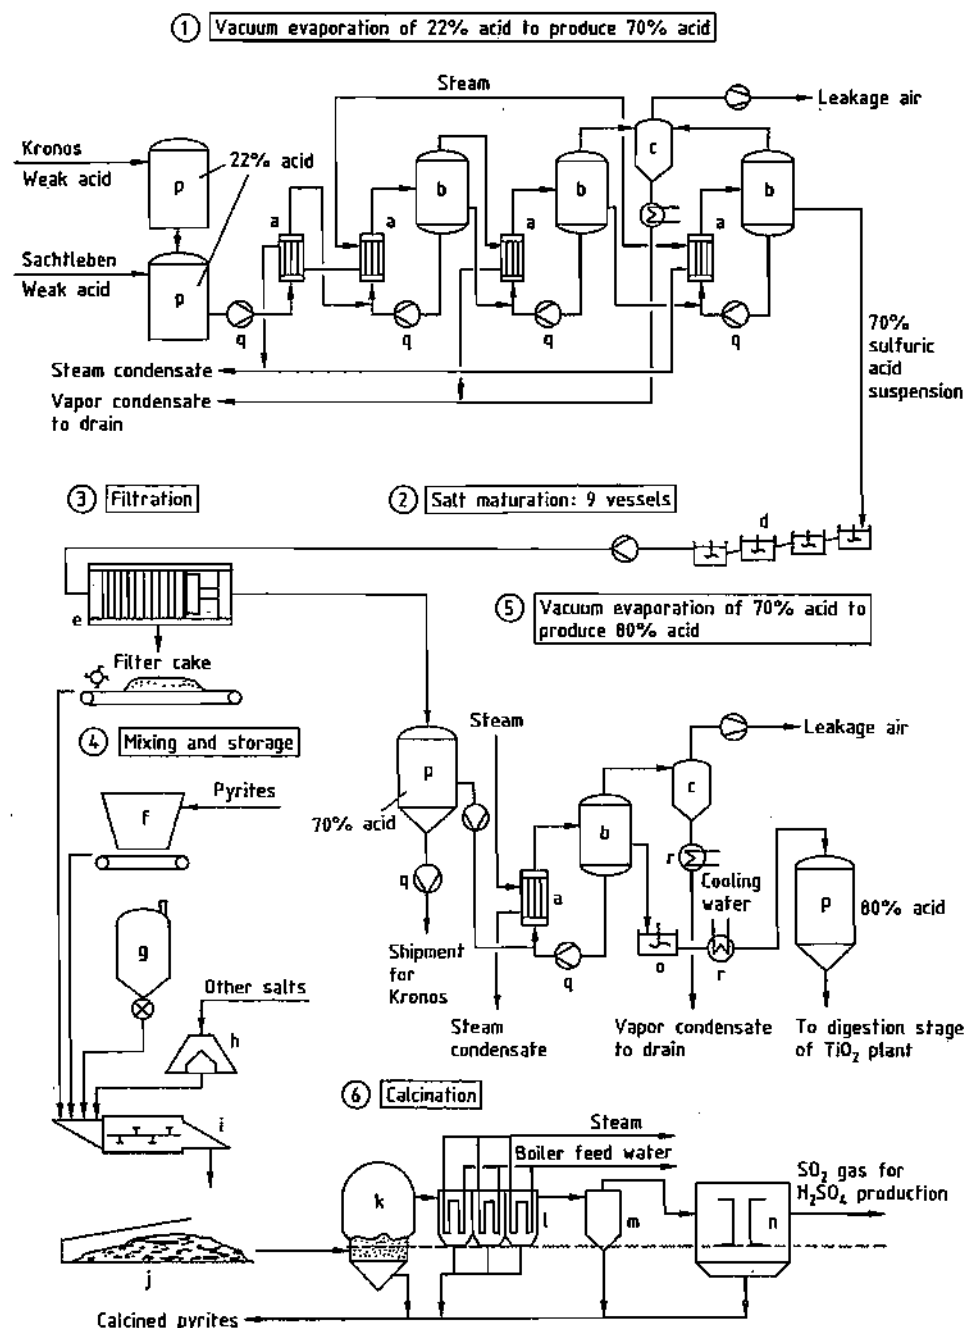 1 Vacuum evaporation of 22% acid to produce 70% acid
Steam
Leakage air
Kronos
Weak acid
22% acid
p
a
a
b
a
b
c
a
b
Sachtleben
Weak acid
p
q
q
q
q
Steam condensate
Vapor condensate
to drain
70%
sulfuric
acid
suspension
3 Filtration
2 Salt maturation: 9 vessels
d
e
5 Vacuum evaporation of 70% acid to
produce 80% acid
Filter cake
4 Mixing and storage
Steam
Leakage air
f
Pyrites
p
70% acid
b
c
r
q
a
Cooling
water
p
80% acid
g
o
r
q
Shipment
for
Kronos
Other salts
h
Steam
condensate
Vapor condensate
to drain
To digestion stage
of TiO2 plant
6 Calcination
i
Steam
Boiler feed water
SO2 gas for
H2SO4 production
k
l
m
n
j
Calcined pyrites